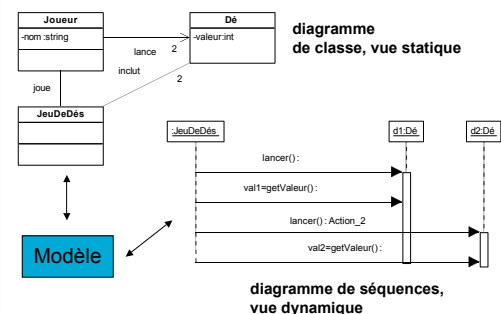 Joueur
-nom :string
Dé
-valeur:int
lance
2
inclut
2
joue
JeuDeDés
diagramme
de classe, vue statique
:JeuDeDés
d1:Dé
d2:Dé
lancer() :
val1=getValeur() :
lancer() : Action_2
val2=getValeur() :
Modèle
diagramme de séquences,
vue dynamique